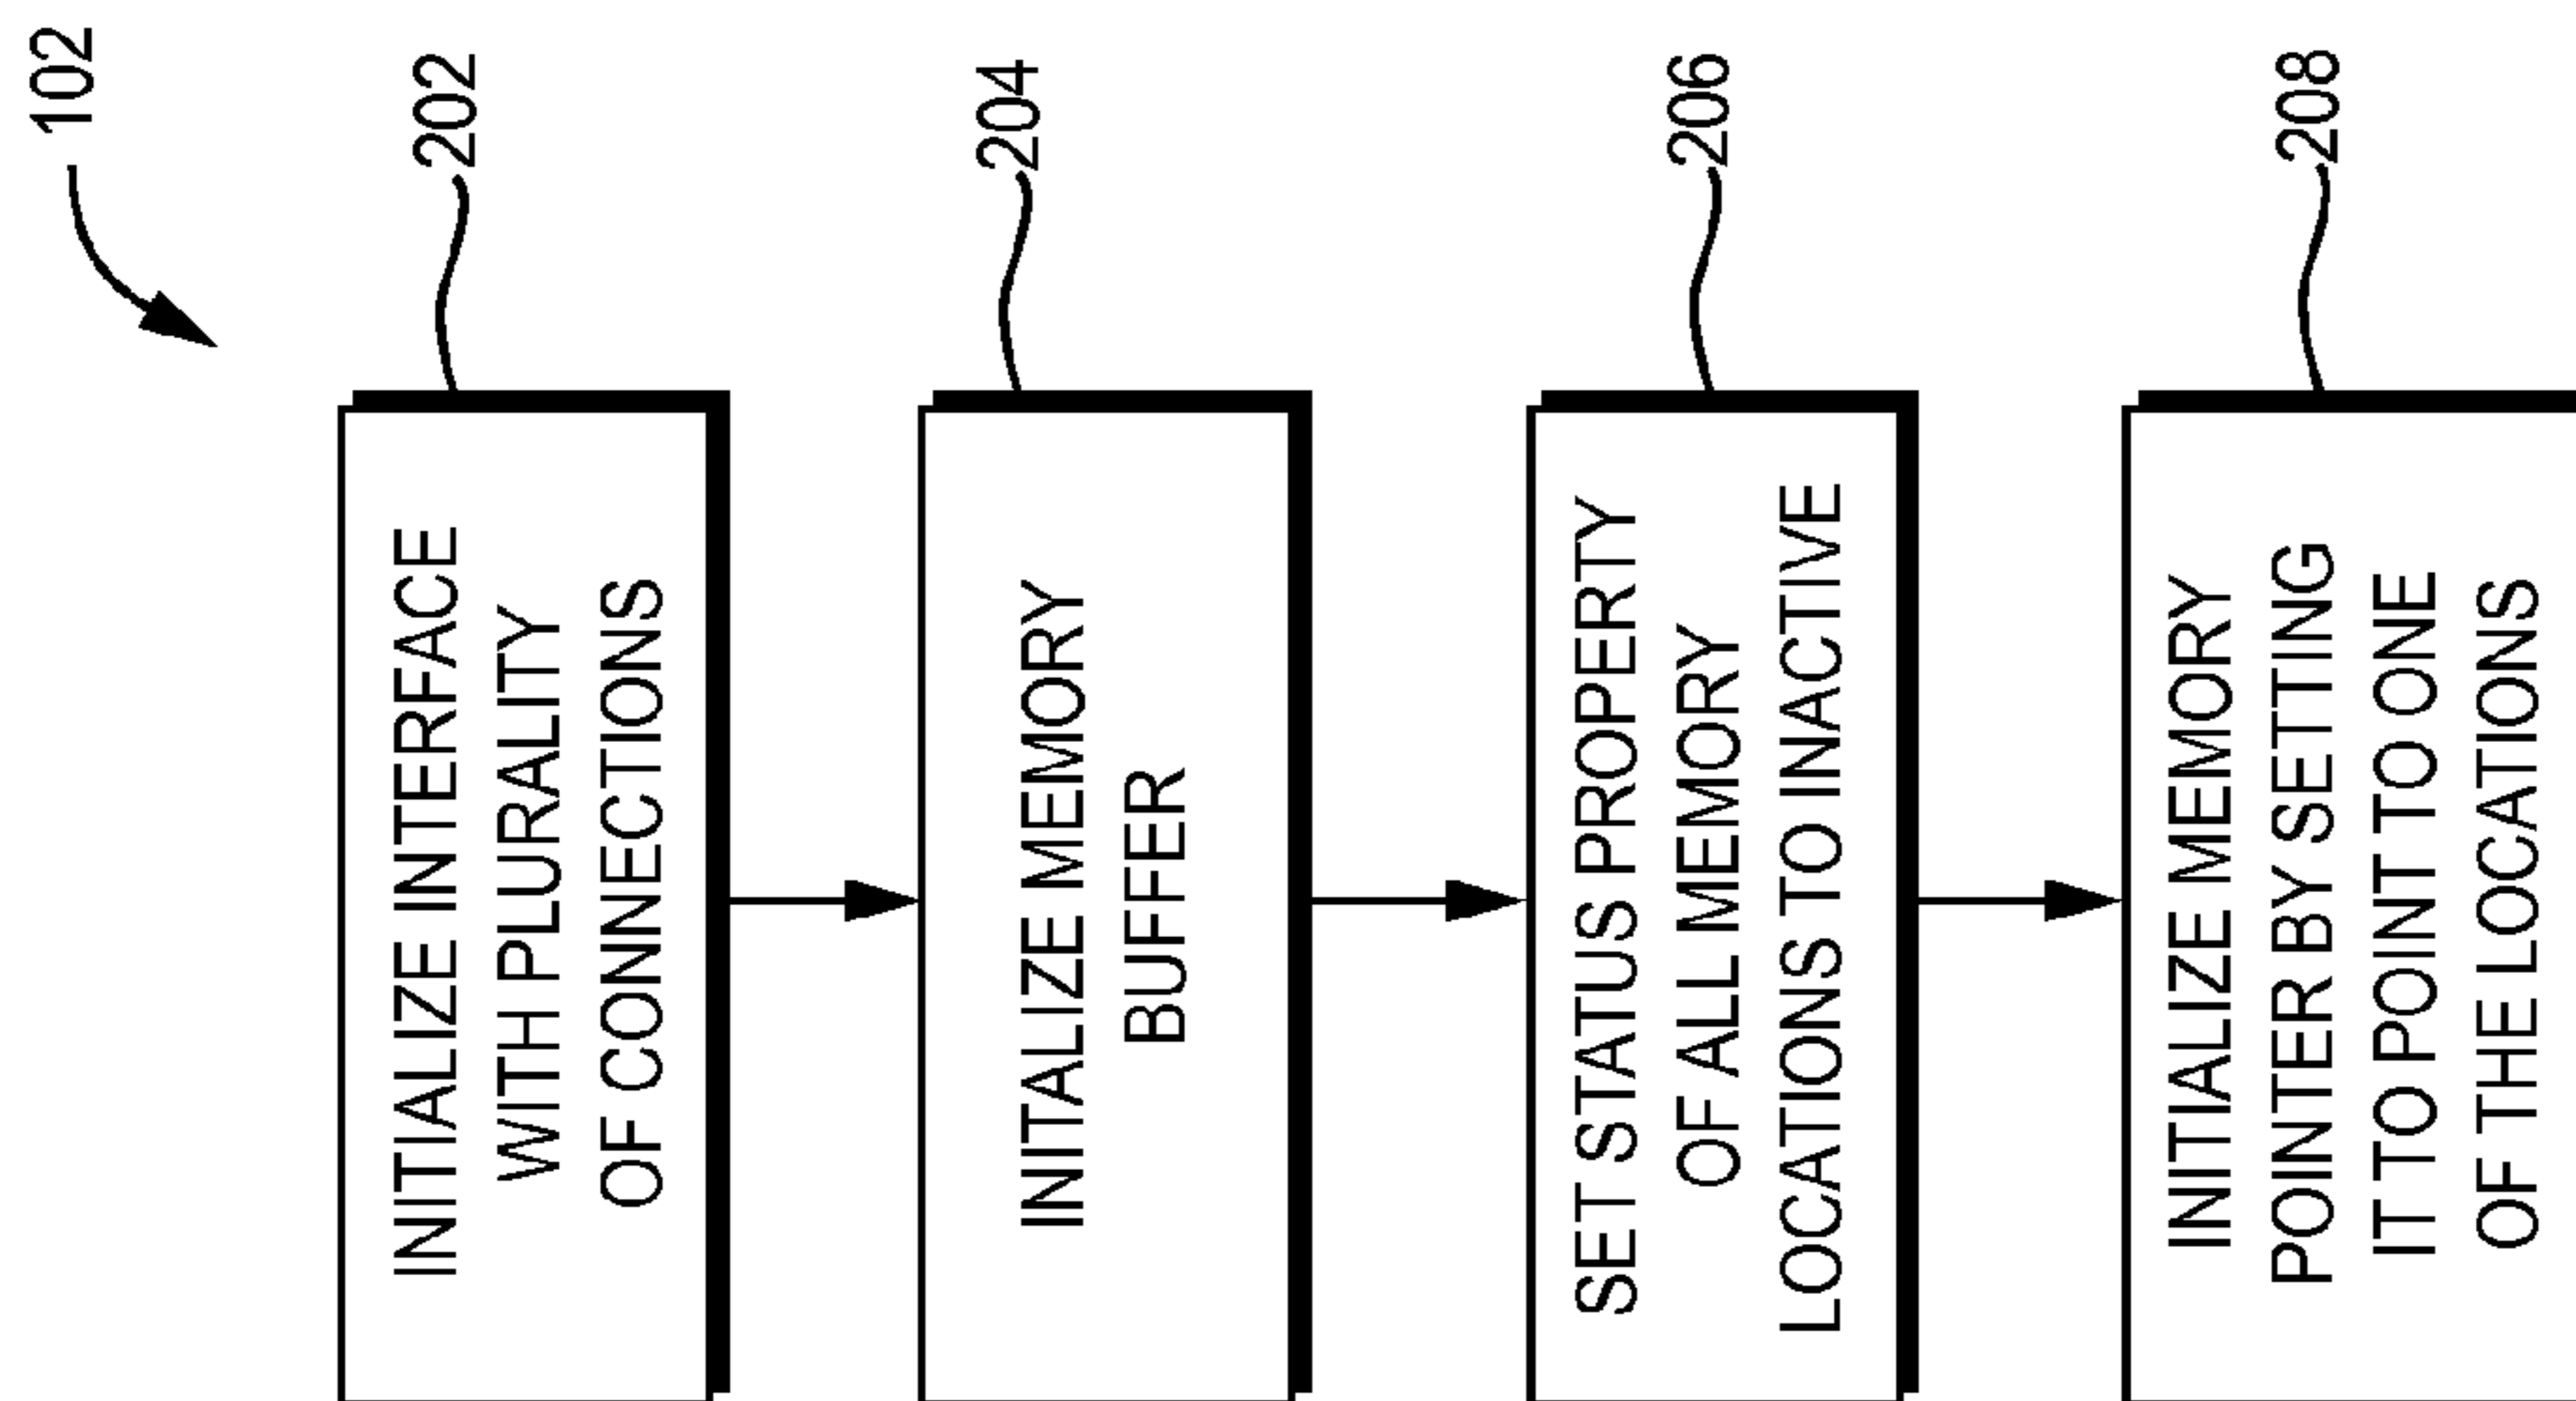 102
202
INITIALIZE INTERFACE
WITH PLURALITY
OF CONNECTIONS
204
INITALIZE MEMORY
BUFFER
206
SET STATUS PROPERTY
OF ALL MEMORY
LOCATIONS TO INACTIVE
208
INITIALIZE MEMORY
POINTER BY SETTING
IT TO POINT TO ONE
OF THE LOCATIONS